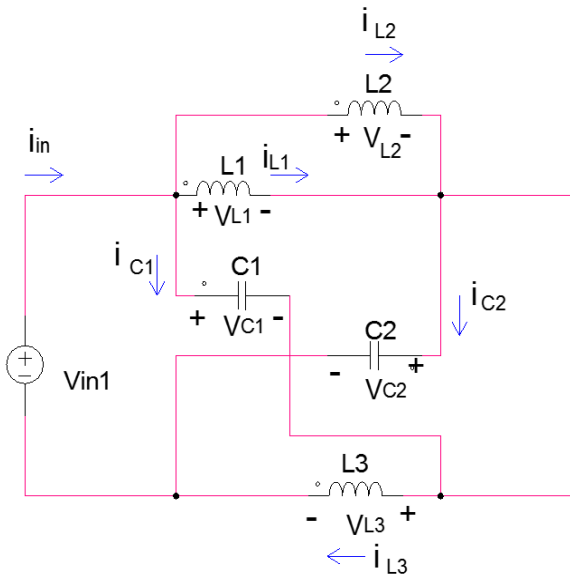 iL2
L2
+ VL2 -
iin
L1
iL1
+ VL1 -
iC1
C1
+ VC1 -
iC2
C2
- VC2 +
+
-
Vin1
L3
- VL3 +
iL3